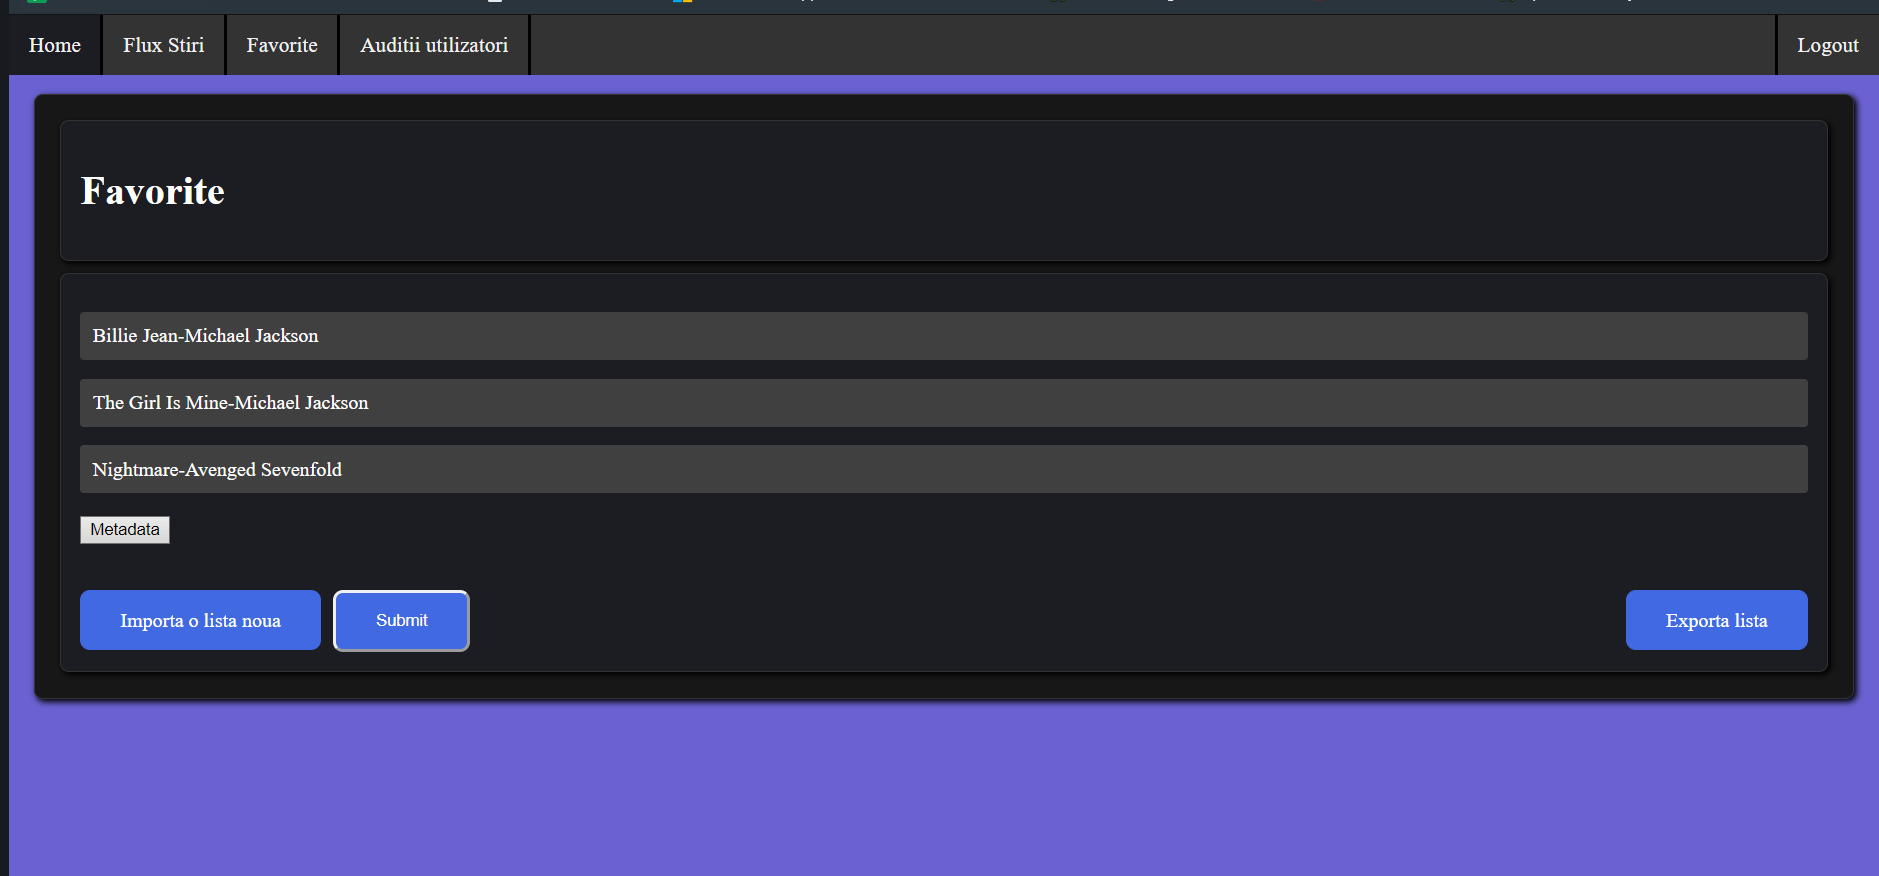 Home
Flux Stiri
Favorite
Auditii utilizatori
Logout
Favorite
Billie Jean-Michael Jackson
The Girl Is Mine-Michael Jackson
Nightmare-Avenged Sevenfold
Metadata
Importa o lista noua
Submit
Exporta lista